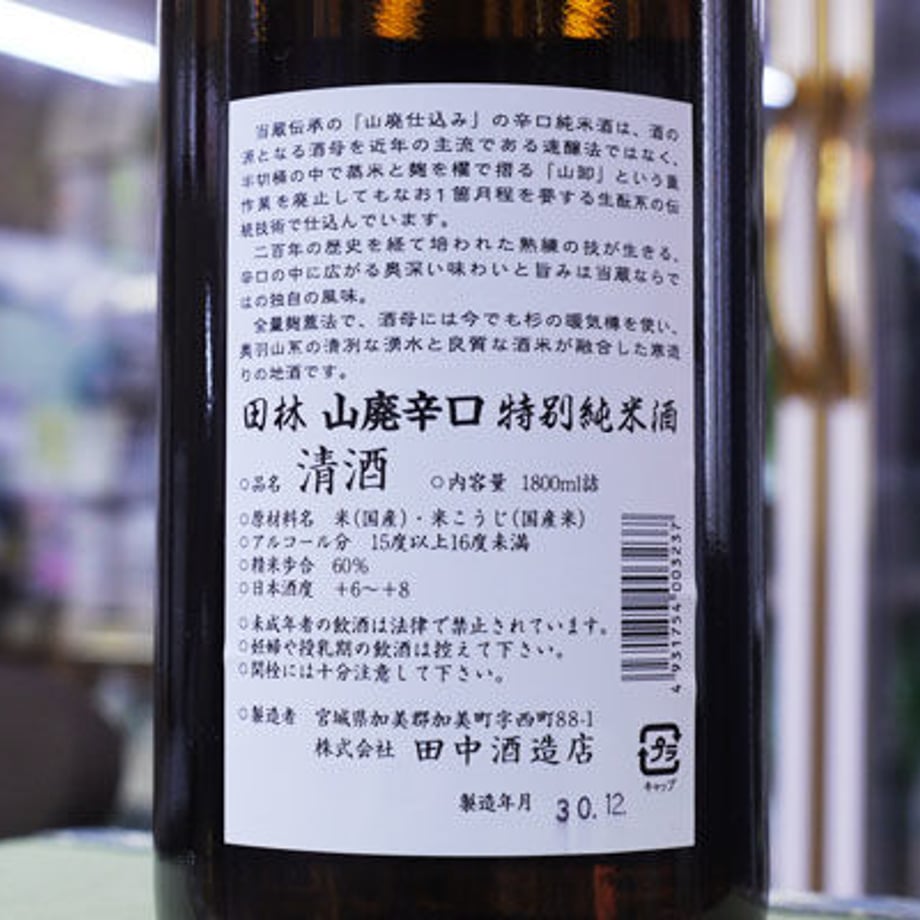 当蔵伝承の「山廃仕込み」の辛口純米酒は、酒の
源となる酒母を近年の主流である速醸法ではなく、
半切桶の中で蒸米と麹を櫂で摺る「山卸」という重
作業を廃止してもなお1箇月程を要する生酛系の伝
統技術で仕込んでいます。
二百年の歴史を経て培われた熟練の技が生きる、
辛口の中に広がる奥深い味わいと旨みは当蔵ならで
はの独自の風味。
全量麹蓋法で、酒母には今でも杉の暖気樽を使い、
奥羽山系の清冽な湧水と良質な酒米が融合した寒造
りの地酒です。
田林 山廃辛口 特別純米酒
○品名 清酒 ○内容量 1800ml詰
○原材料名 米(国産)・米こうじ(国産米)
○アルコール分 15度以上16度未満
○精米歩合 60%
○日本酒度 +6〜+8
○未成年者の飲酒は法律で禁止されています。
○妊婦や授乳期の飲酒は控えて下さい。
○開栓には十分注意して下さい。
4931754003237
○製造者 宮城県加美郡加美町字西町88-1
株式会社 田中酒造店
プラ
キャップ
製造年月 30.12